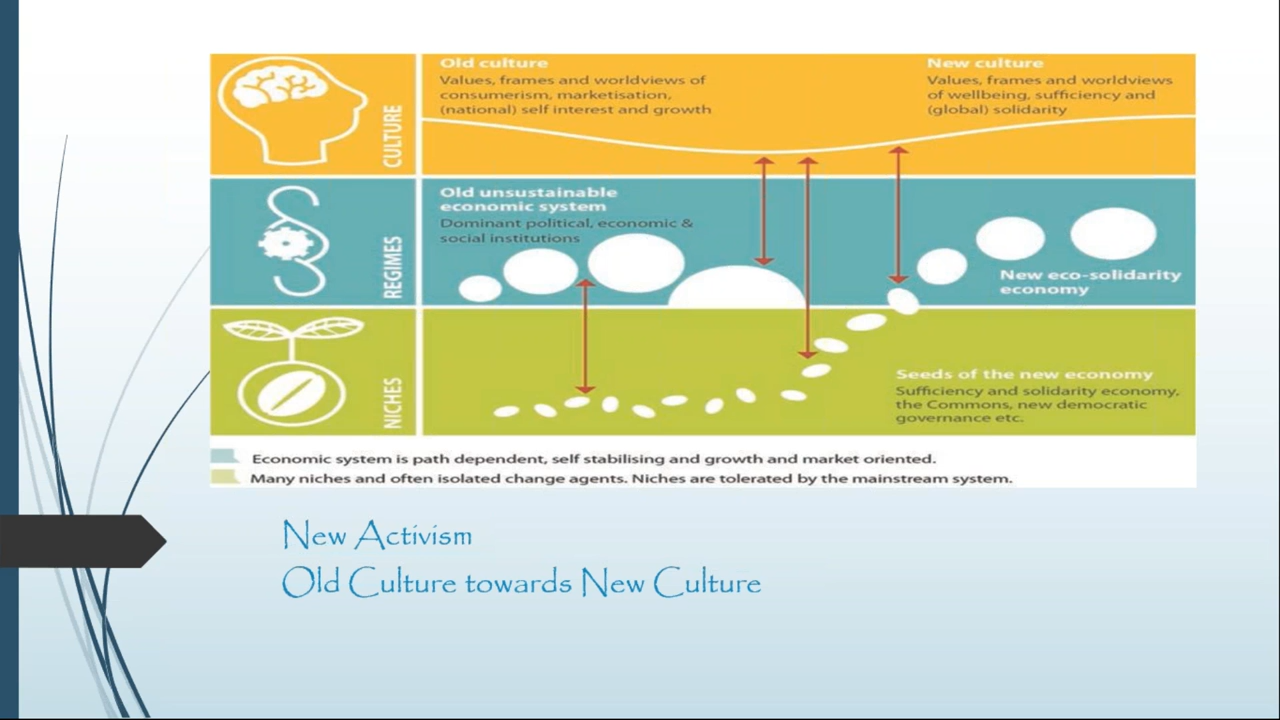 Old culture
Values, frames and worldviews of
consumerism, marketisation,
(national) self interest and growth
New culture
Values, frames and worldviews
of wellbeing, sufficiency and
(global) solidarity
CULTURE
Old unsustainable
economic system
Dominant political, economic &
social institutions
REGIMES
New eco-solidarity
economy
Seeds of the new economy
Sufficiency and solidarity economy,
the Commons, new democratic
governance etc.
NICHES
Economic system is path dependent, self stabilising and growth and market oriented.
Many niches and often isolated change agents. Niches are tolerated by the mainstream system.
New Activism
Old Culture towards New Culture